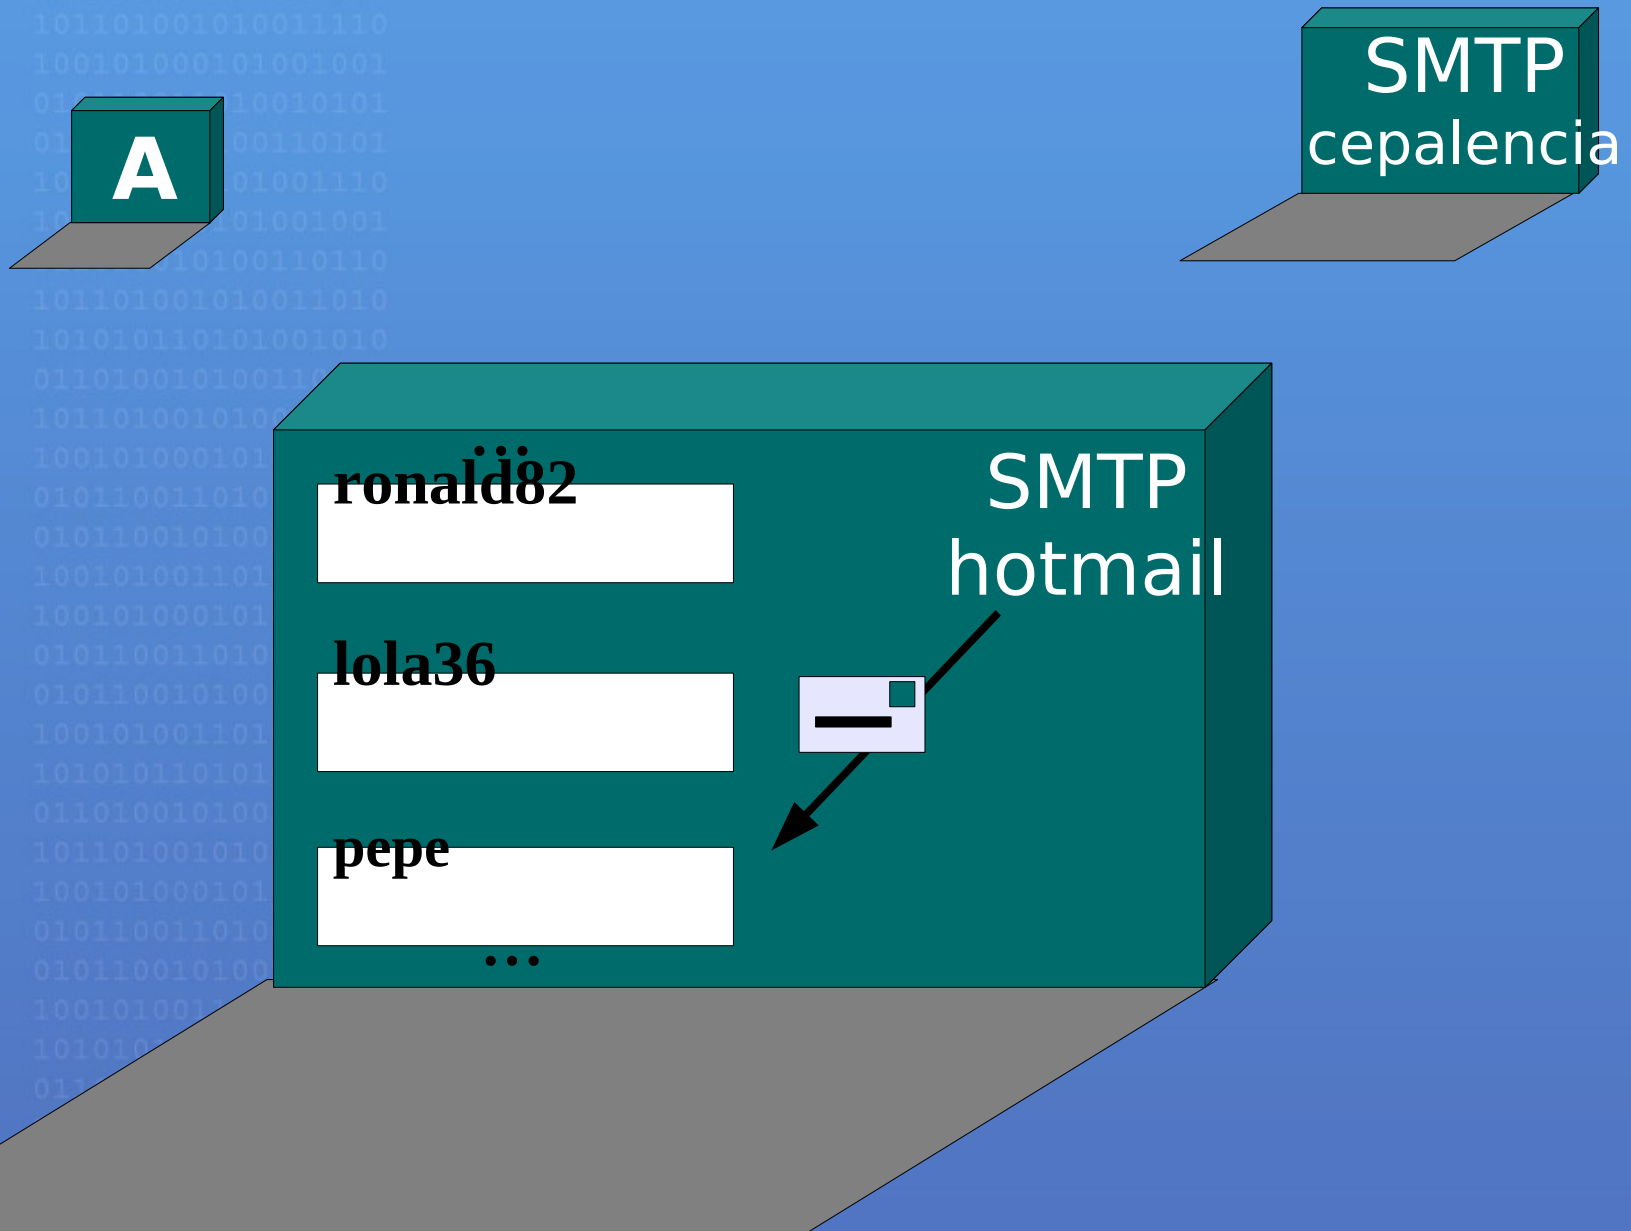 A
SMTP
cepalencia
...
ronald82
SMTP
hotmail
lola36
pepe
...